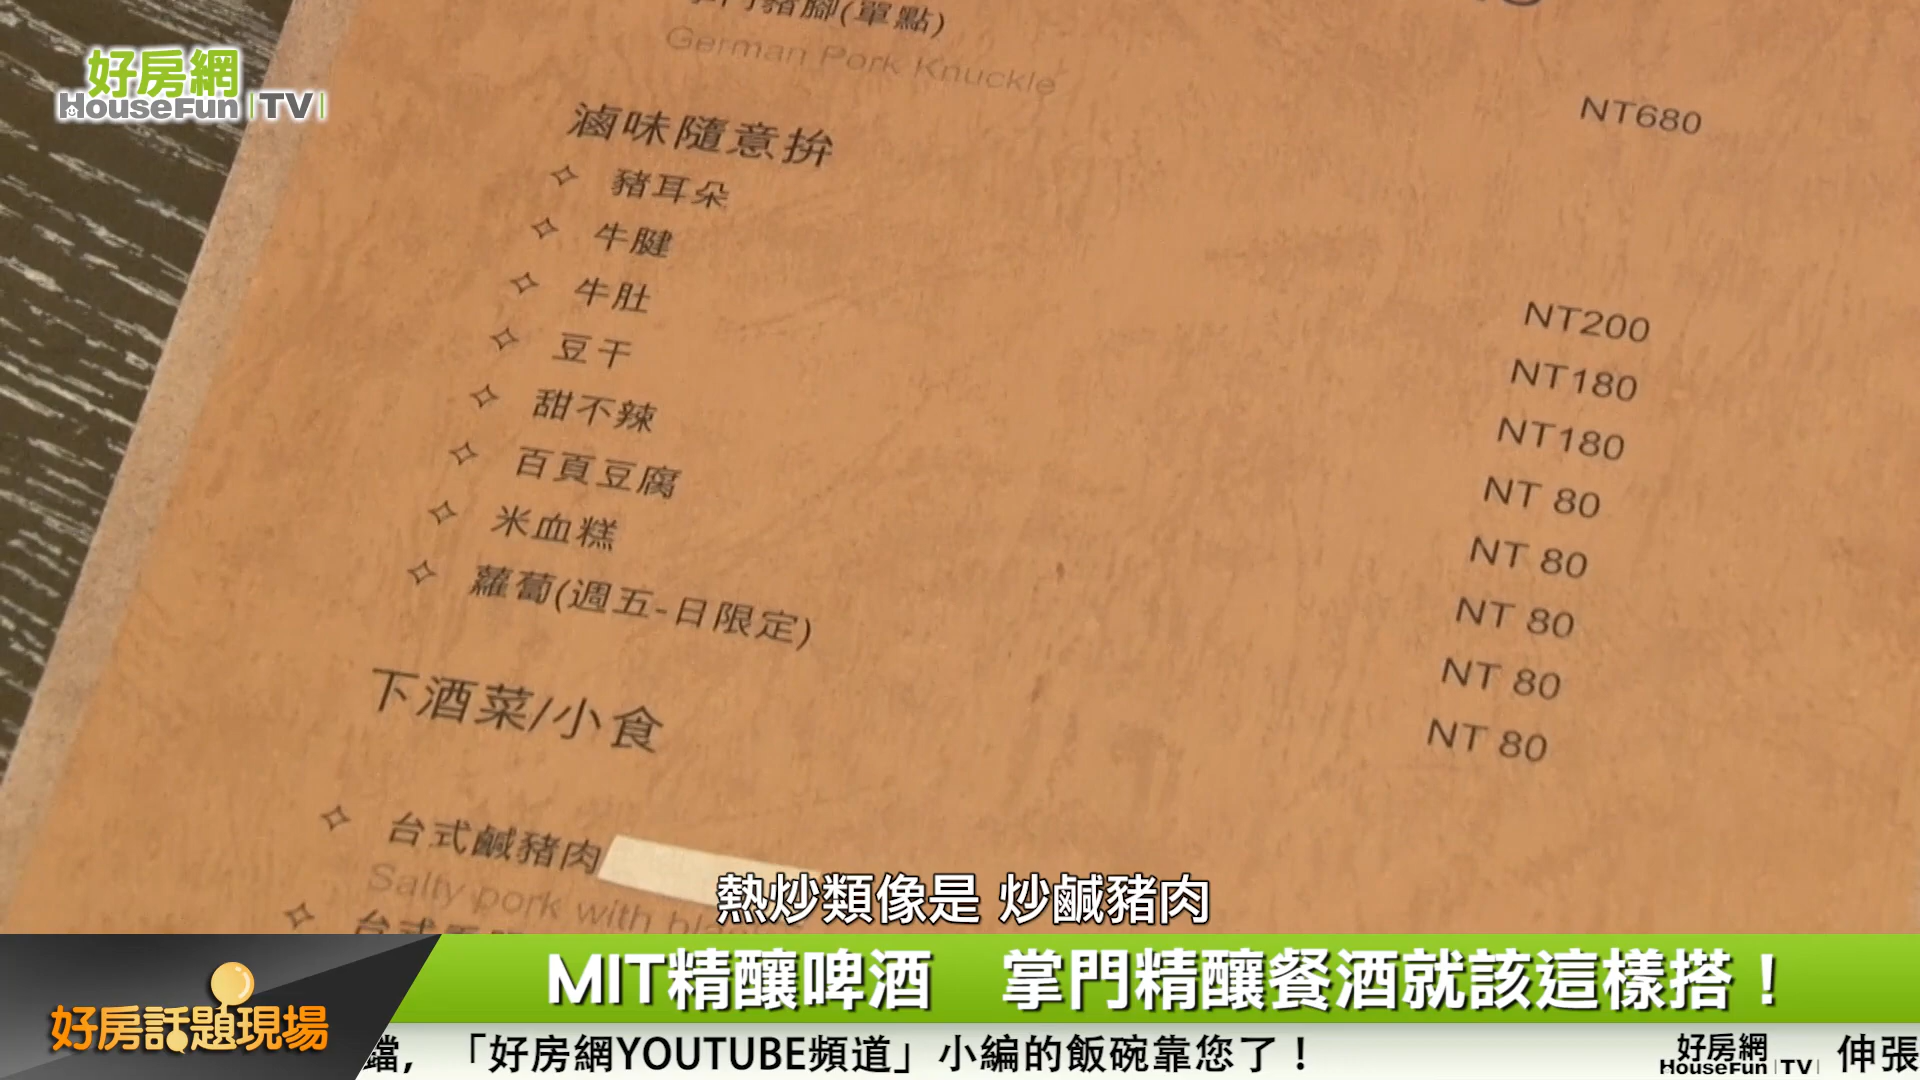 好房網
HouseFun TV
豬腳(單點)
German Pork Knuckle
NT680
滷味隨意拚
豬耳朵
NT200
牛腱
NT180
牛肚
NT180
豆干
NT 80
甜不辣
NT 80
百頁豆腐
NT 80
米血糕
NT 80
蘿蔔(週五-日限定)
NT 80
下酒菜/小食
台式鹹豬肉
Salty pork with
熱炒類像是 炒鹹豬肉
MIT精釀啤酒 掌門精釀餐酒就該這樣搭！
好房話題現場
蹭，「好房網YOUTUBE頻道」小編的飯碗靠您了！
好房網
HouseFun TV
伸張